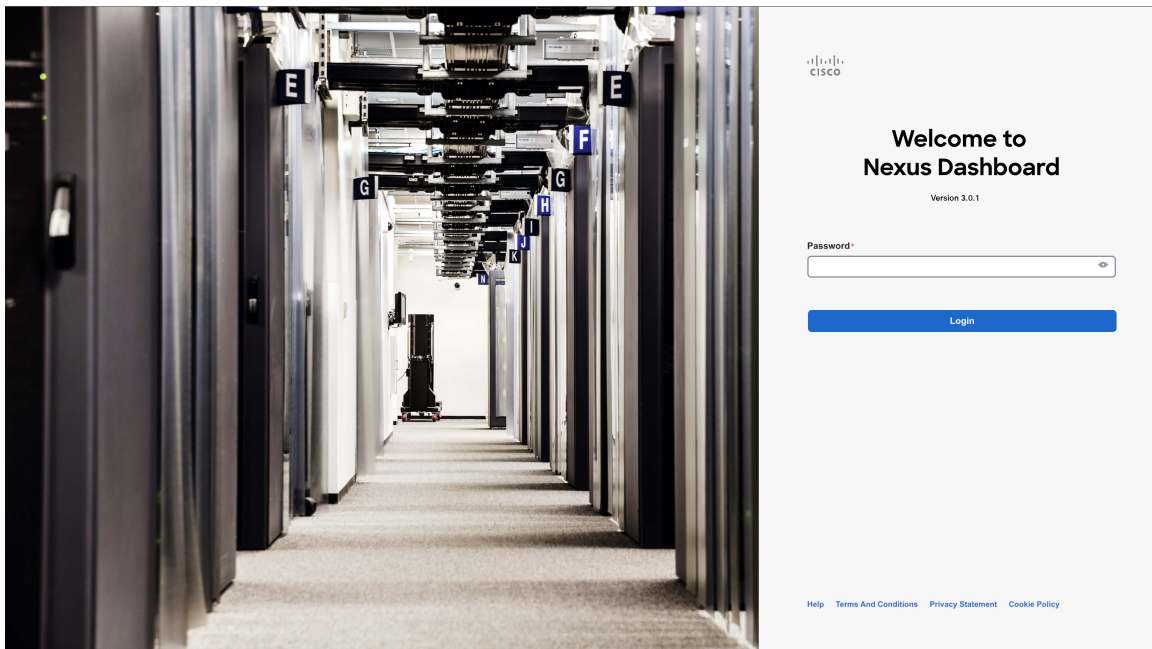 E
E
F
G
G
H
I
J
K
N
CISCO
Welcome to
Nexus Dashboard
Version 3.0.1
Password*
Login
Help Terms And Conditions Privacy Statement Cookie Policy